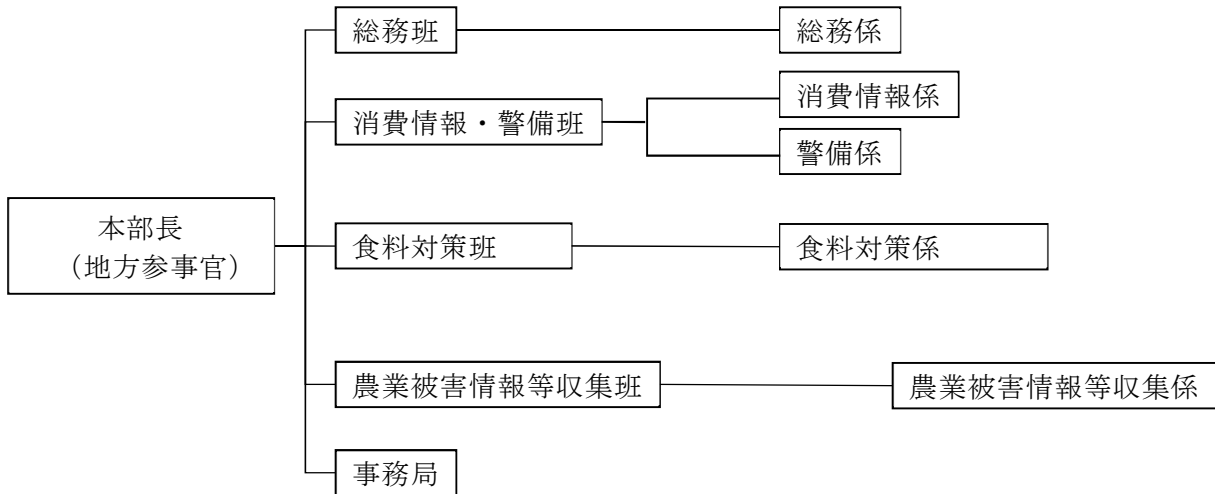 総務班
総務係
消費情報・警備班
消費情報係
警備係
本部長
（地方参事官）
食料対策班
食料対策係
農業被害情報等収集班
農業被害情報等収集係
事務局